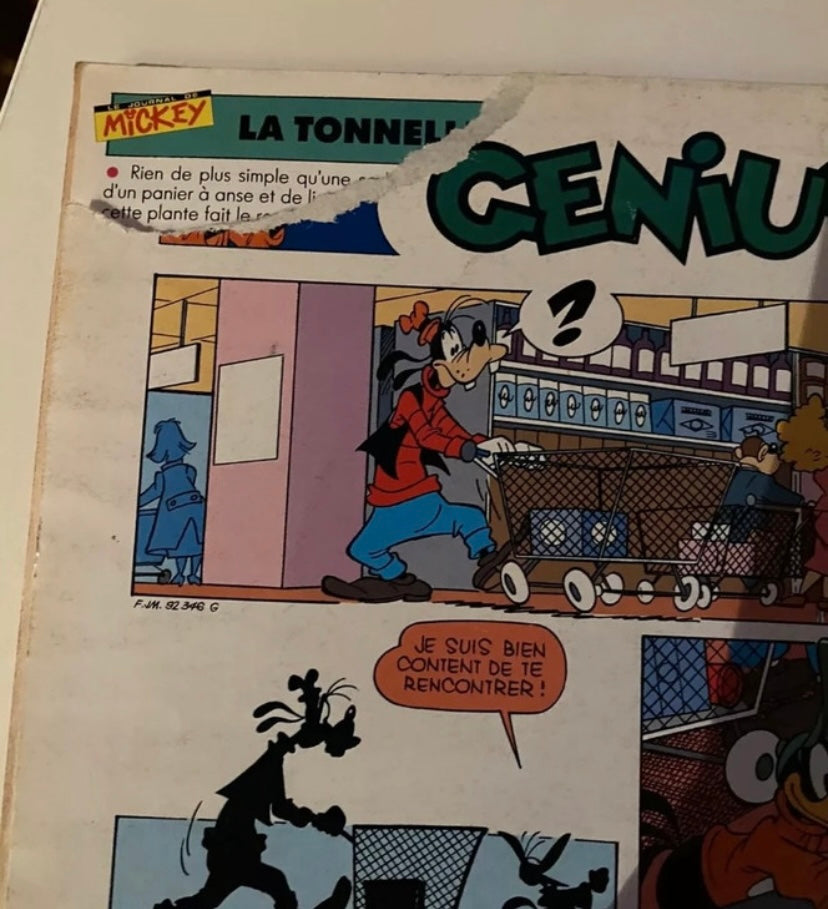 LE JOURNAL DE
MICKEY
LA TONNEL
● Rien de plus simple qu'une
d'un panier à anse et de
cette plante fait le
GENiU
?
F.JM. 92 346 G
JE SUIS BIEN
CONTENT DE TE
RENCONTRER !